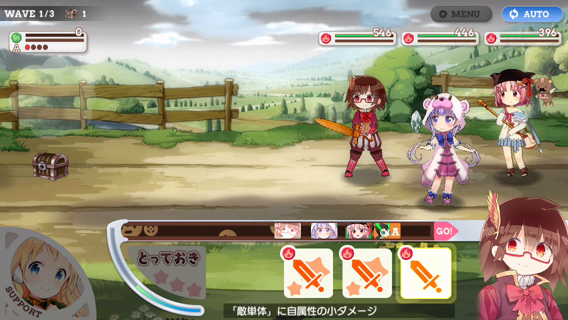 WAVE 1/3 1
MENU
AUTO
0
A
546
446
396
A
GO!
とっておき
SUPPORT
「敵単体」に自属性の小ダメージ